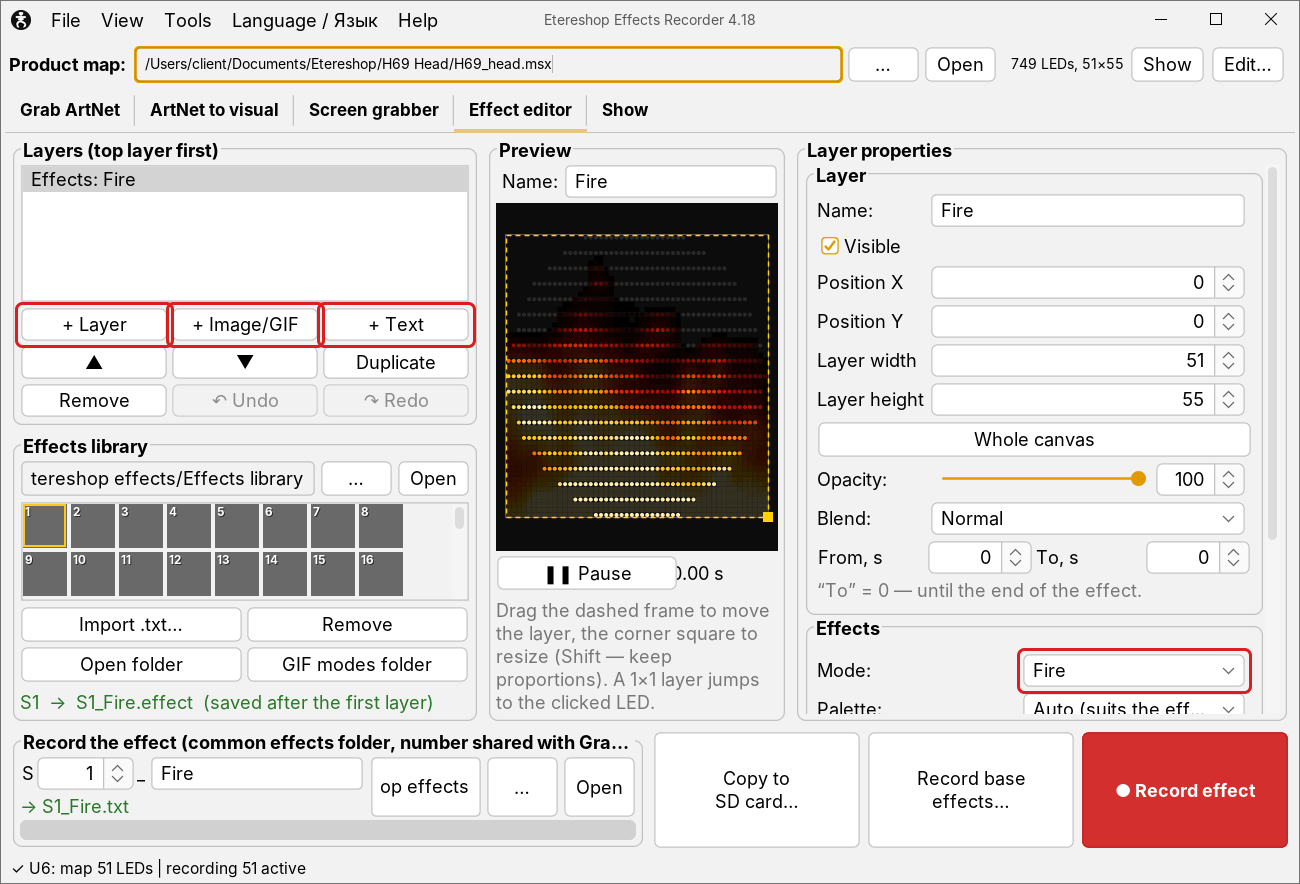 File View Tools Language / Язык Help
Etereshop Effects Recorder 4.18
Product map: /Users/client/Documents/Etereshop/H69 Head/H69_head.msx ... Open 749 LEDs, 51×55 Show Edit...
Grab ArtNet ArtNet to visual Screen grabber Effect editor Show
Layers (top layer first)
Effects: Fire
+ Layer + Image/GIF + Text
▲ ▼ Duplicate
Remove ↶ Undo ↷ Redo
Effects library
tereshop effects/Effects library ... Open
1 2 3 4 5 6 7 8
9 10 11 12 13 14 15 16
Import .txt... Remove
Open folder GIF modes folder
S1 → S1_Fire.effect (saved after the first layer)
Preview
Name: Fire
❚❚ Pause 0.00 s
Drag the dashed frame to move
the layer, the corner square to
resize (Shift — keep
proportions). A 1×1 layer jumps
to the clicked LED.
Layer properties
Layer
Name: Fire
Visible
Position X 0
Position Y 0
Layer width 51
Layer height 55
Whole canvas
Opacity: 100
Blend: Normal
From, s 0 To, s 0
“To” = 0 — until the end of the effect.
Effects
Mode: Fire
Palette: Auto (suits the eff...
Record the effect (common effects folder, number shared with Gra...
S 1 _ Fire op effects ... Open
→ S1_Fire.txt
Copy to
SD card...
Record base
effects...
● Record effect
✓ U6: map 51 LEDs | recording 51 active